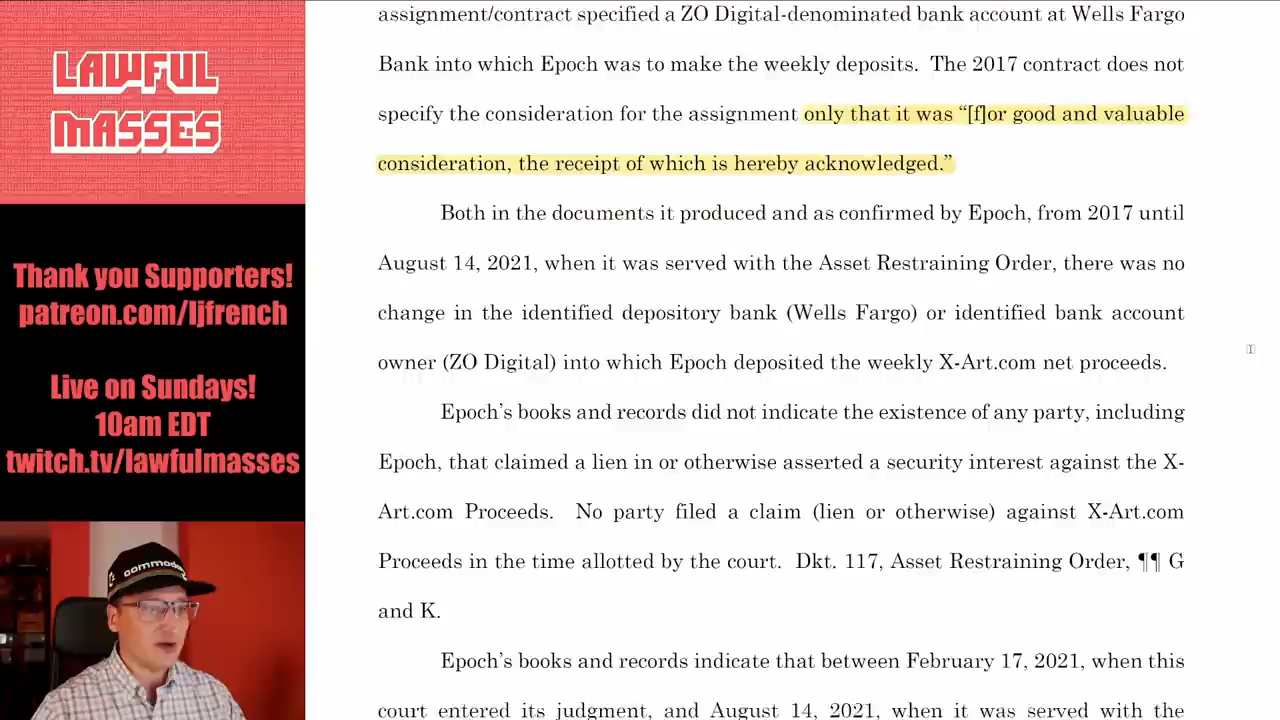 LAWFUL
MASSES
Thank you Supporters!
patreon.com/ljfrench
Live on Sundays!
10am EDT
twitch.tv/lawfulmasses
assignment/contract specified a ZO Digital-denominated bank account at Wells Fargo
Bank into which Epoch was to make the weekly deposits. The 2017 contract does not
specify the consideration for the assignment only that it was “[f]or good and valuable
consideration, the receipt of which is hereby acknowledged.”
Both in the documents it produced and as confirmed by Epoch, from 2017 until
August 14, 2021, when it was served with the Asset Restraining Order, there was no
change in the identified depository bank (Wells Fargo) or identified bank account
owner (ZO Digital) into which Epoch deposited the weekly X-Art.com net proceeds.
Epoch’s books and records did not indicate the existence of any party, including
Epoch, that claimed a lien in or otherwise asserted a security interest against the X-
Art.com Proceeds. No party filed a claim (lien or otherwise) against X-Art.com
Proceeds in the time allotted by the court. Dkt. 117, Asset Restraining Order, ¶¶ G
and K.
Epoch’s books and records indicate that between February 17, 2021, when this
court entered its judgment, and August 14, 2021, when it was served with the